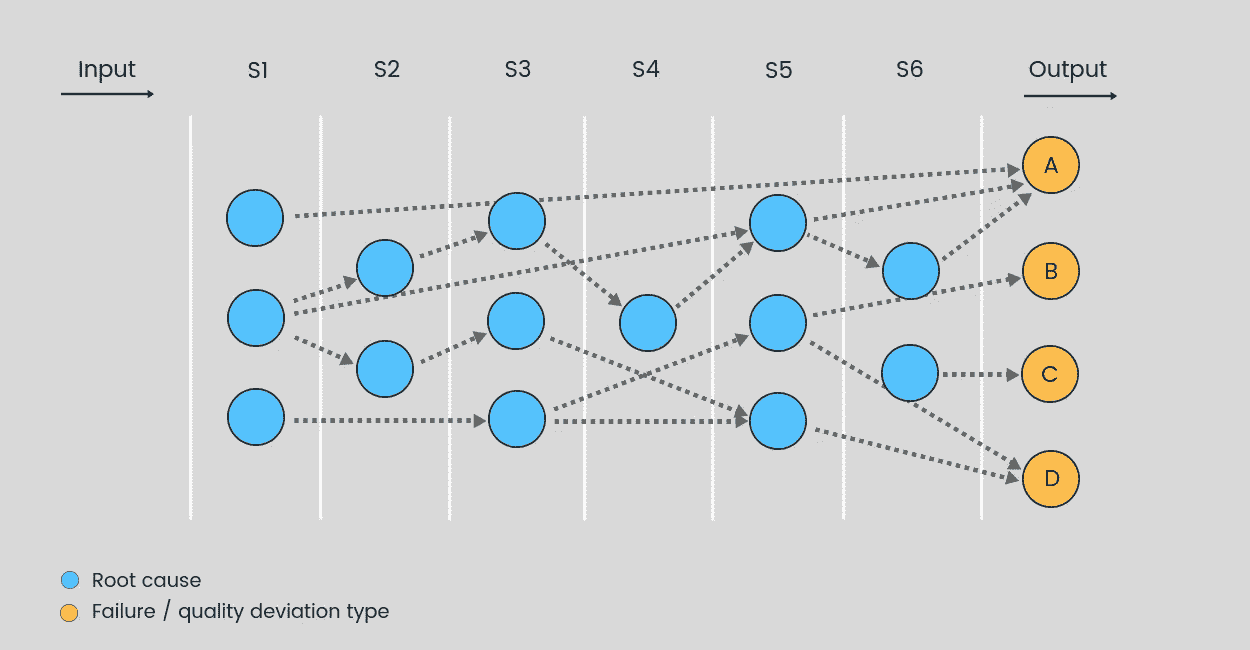 Input S1 S2 S3 S4 S5 S6 Output
A
B
C
D
Root cause
Failure / quality deviation type